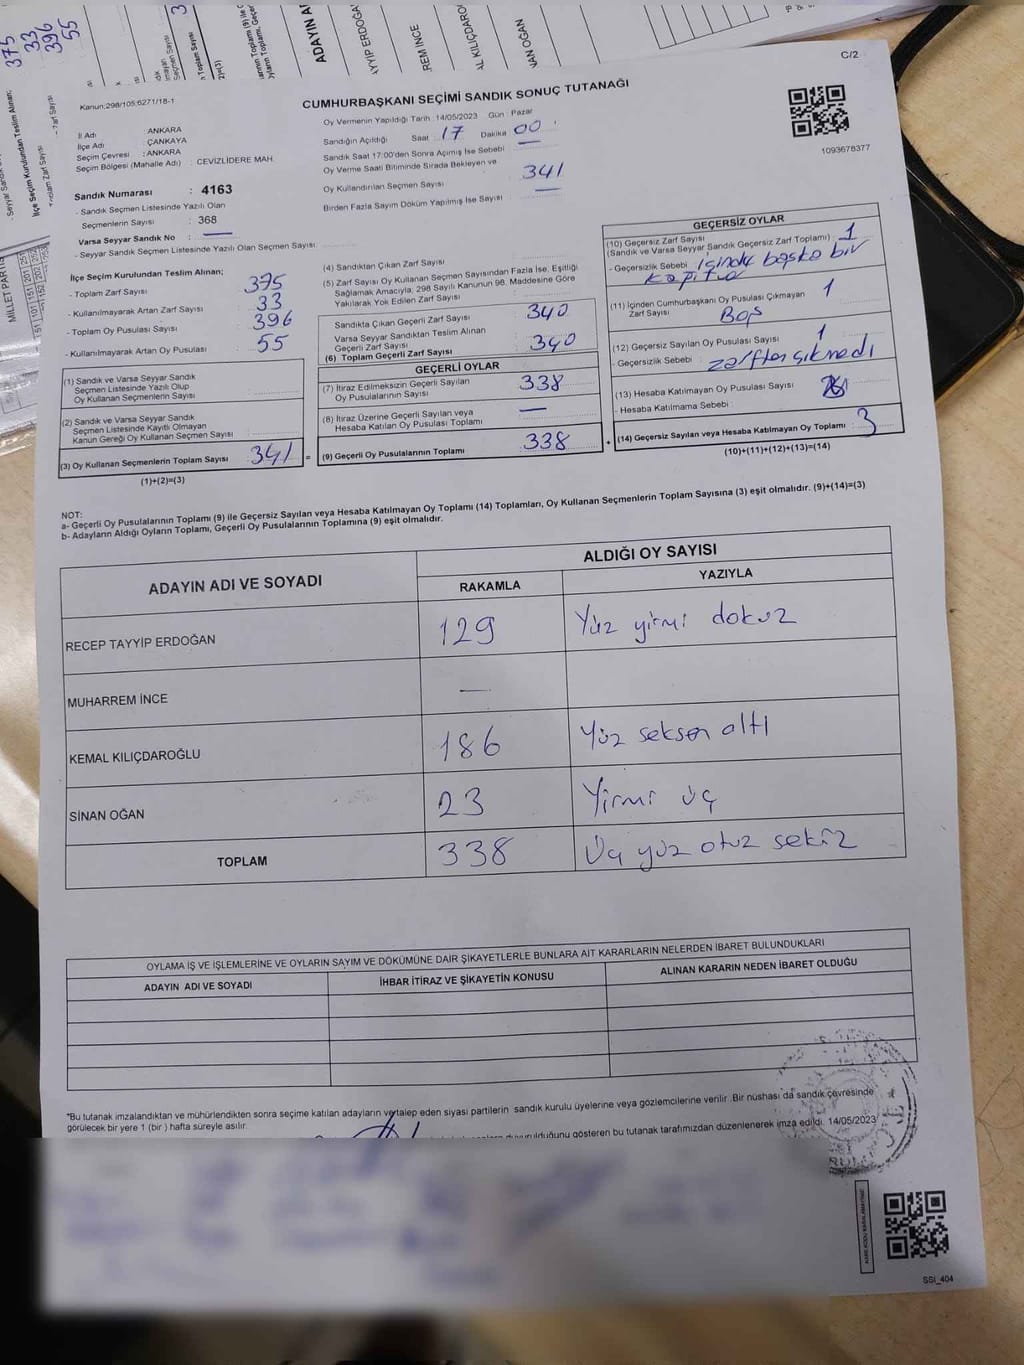 375
33
396
55
ADAYIN A
C/2
Kanun;298/105;6271/18-1
CUMHURBAŞKANI SEÇİMİ SANDIK SONUÇ TUTANAĞI
1093678377
İl Adı : ANKARA
İlçe Adı : ÇANKAYA
Seçim Çevresi : ANKARA
Seçim Bölgesi (Mahalle Adı) : CEVİZLİDERE MAH.
Sandık Numarası : 4163
- Sandık Seçmen Listesinde Yazılı Olan
Seçmenlerin Sayısı : 368
Varsa Seyyar Sandık No : —
- Seyyar Sandık Seçmen Listesinde Yazılı Olan Seçmen Sayısı:
Oy Vermenin Yapıldığı Tarih :14/05/2023 Gün : Pazar
Sandığın Açıldığı Saat 17 Dakika 00
Sandık Saat 17:00'den Sonra Açımış İse Sebebi : —
Oy Verme Saati Bitiminde Sırada Bekleyen ve
Oy Kullandırılan Seçmen Sayısı : 341
Birden Fazla Sayım Döküm Yapılmış İse Sayısı : —
İlçe Seçim Kurulundan Teslim Alınan;
- Toplam Zarf Sayısı : 375
- Kullanılmayarak Artan Zarf Sayısı : 33
- Toplam Oy Pusulası Sayısı : 396
- Kullanılmayarak Artan Oy Pusulası : 55
(1) Sandık ve Varsa Seyyar Sandık
Seçmen Listesinde Yazılı Olup
Oy Kullanan Seçmenlerin Sayısı :
(2) Sandık ve Varsa Seyyar Sandık
Seçmen Listesinde Kayıtlı Olmayan
Kanun Gereği Oy Kullanan Seçmen Sayısı :
(3) Oy Kullanan Seçmenlerin Toplam Sayısı : 341 =
(1)+(2)=(3)
(4) Sandıktan Çıkan Zarf Sayısı :
(5) Zarf Sayısı Oy Kullanan Seçmen Sayısından Fazla İse, Eşitliği
Sağlamak Amacıyla; 298 Sayılı Kanunun 98. Maddesine Göre
Yakılarak Yok Edilen Zarf Sayısı :
Sandıkta Çıkan Geçerli Zarf Sayısı : 340
Varsa Seyyar Sandıktan Teslim Alınan
Geçerli Zarf Sayısı :
(6) Toplam Geçerli Zarf Sayısı : 340
GEÇERLİ OYLAR
(7) İtiraz Edilmeksizin Geçerli Sayılan
Oy Pusulasının Sayısı : 338
(8) İtiraz Üzerine Geçerli Sayılan veya
Hesaba Katılan Oy Pusulası Toplamı : —
(9) Geçerli Oy Pusulalarının Toplamı : 338 +
GEÇERSİZ OYLAR
(10) Geçersiz Zarf Sayısı
(Sandık ve Varsa Seyyar Sandık Geçersiz Zarf Toplamı) : 1
- Geçersizlik Sebebi : içinde başka bir
(11) İçinden Cumhurbaşkanı Oy Pusulası Çıkmayan
Zarf Sayısı : 1
Boş
(12) Geçersiz Sayılan Oy Pusulası Sayısı : 1
- Geçersizlik Sebebi : zarftan çıkmadı
(13) Hesaba Katılmayan Oy Pusulası Sayısı :
- Hesaba Katılmama Sebebi :
(14) Geçersiz Sayılan veya Hesaba Katılmayan Oy Toplamı : 3
(10)+(11)+(12)+(13)=(14)
NOT:
a- Geçerli Oy Pusulalarının Toplamı (9) ile Geçersiz Sayılan veya Hesaba Katılmayan Oy Toplamı (14) Toplamları, Oy Kullanan Seçmenlerin Toplam Sayısına (3) eşit olmalıdır. (9)+(14)=(3)
b- Adayların Aldığı Oyların Toplamı, Geçerli Oy Pusulalarının Toplamına (9) eşit olmalıdır.
ADAYIN ADI VE SOYADI ALDIĞI OY SAYISI
RAKAMLA YAZIYLA
RECEP TAYYİP ERDOĞAN 129 Yüz yirmi dokuz
MUHARREM İNCE —
KEMAL KILIÇDAROĞLU 186 Yüz seksen altı
SİNAN OĞAN 23 Yirmi üç
TOPLAM 338 Üç yüz otuz sekiz
OYLAMA İŞ VE İŞLEMLERİNE VE OYLARIN SAYIM VE DÖKÜMÜNE DAİR ŞİKAYETLERLE BUNLARA AİT KARARLARIN NELERDEN İBARET BULUNDUKLARI
ADAYIN ADI VE SOYADI İHBAR İTİRAZ VE ŞİKAYETİN KONUSU ALINAN KARARIN NEDEN İBARET OLDUĞU
*Bu tutanak imzalandıktan ve mühürlendikten sonra seçime katılan adayların ve talep eden siyasi partilerin sandık kurulu üyelerine veya gözlemcilerine verilir. Bir nüshası da sandık çevresinde
görülecek bir yere 1 (bir) hafta süreyle asılır.
duyurulduğunu gösteren bu tutanak tarafımızdan düzenlenerek imza edildi. 14/05/2023
SSI_404